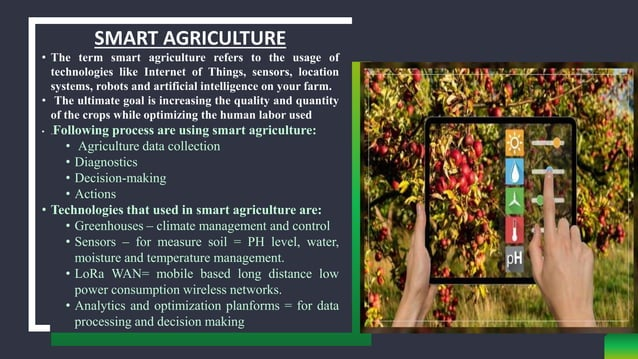 SMART AGRICULTURE
• The term smart agriculture refers to the usage of
technologies like Internet of Things, sensors, location
systems, robots and artificial intelligence on your farm.
• The ultimate goal is increasing the quality and quantity
of the crops while optimizing the human labor used
• .Following process are using smart agriculture:
• Agriculture data collection
• Diagnostics
• Decision-making
• Actions
• Technologies that used in smart agriculture are:
• Greenhouses – climate management and control
• Sensors – for measure soil = PH level, water,
moisture and temperature management.
• LoRa WAN= mobile based long distance low
power consumption wireless networks.
• Analytics and optimization planforms = for data
processing and decision making
pH